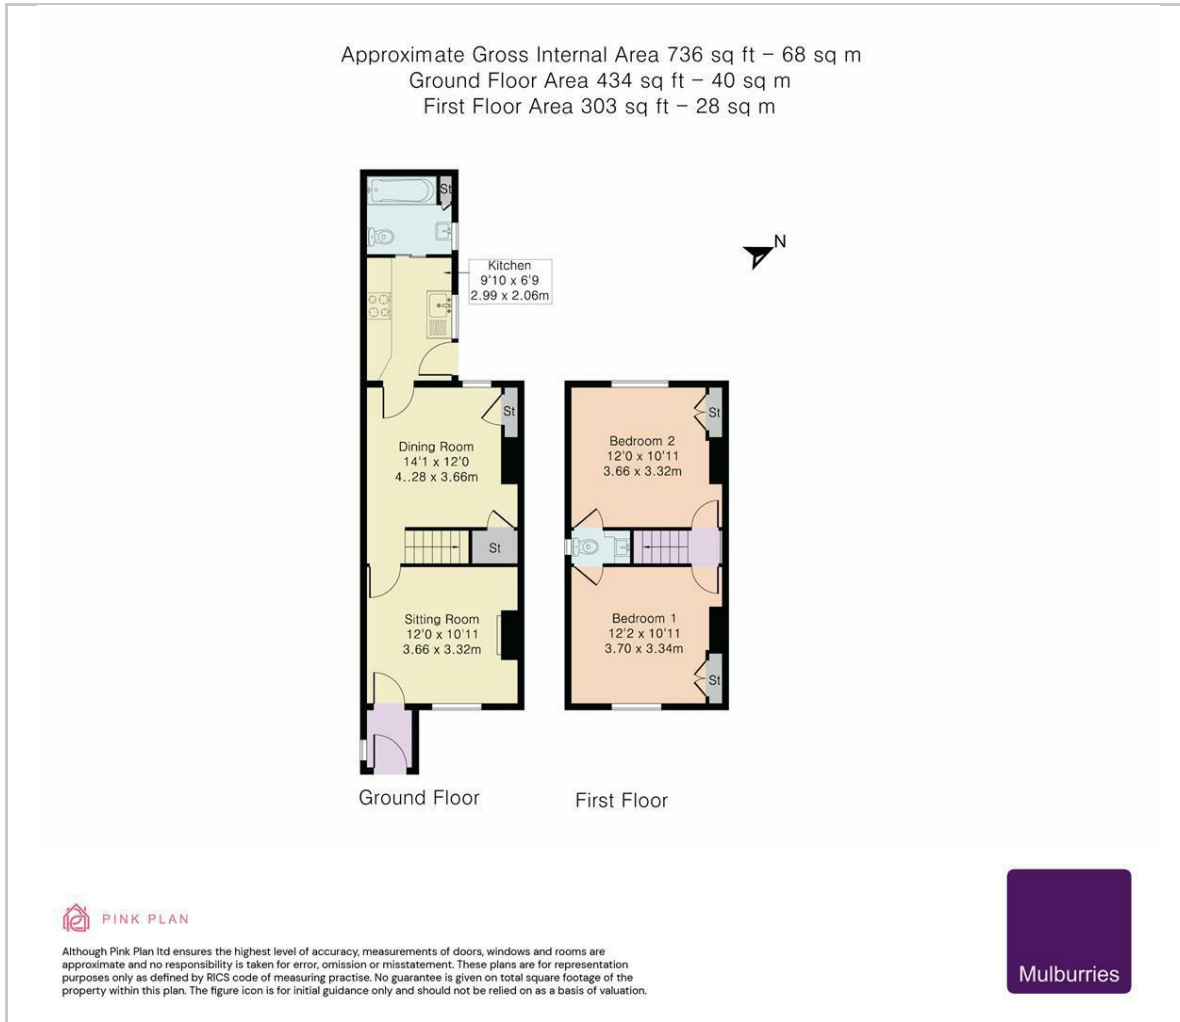 Approximate Gross Internal Area 736 sq ft – 68 sq m
Ground Floor Area 434 sq ft – 40 sq m
First Floor Area 303 sq ft – 28 sq m
St
N
Kitchen
9'10 x 6'9
2.99 x 2.06m
St
Dining Room
14'1 x 12'0
4..28 x 3.66m
St
Sitting Room
12'0 x 10'11
3.66 x 3.32m
Ground Floor
St
Bedroom 2
12'0 x 10'11
3.66 x 3.32m
Bedroom 1
12'2 x 10'11
3.70 x 3.34m
St
First Floor
PINK PLAN
Although Pink Plan ltd ensures the highest level of accuracy, measurements of doors, windows and rooms are
approximate and no responsibility is taken for error, omission or misstatement. These plans are for representation
purposes only as defined by RICS code of measuring practise. No guarantee is given on total square footage of the
property within this plan. The figure icon is for initial guidance only and should not be relied on as a basis of valuation.
Mulburries